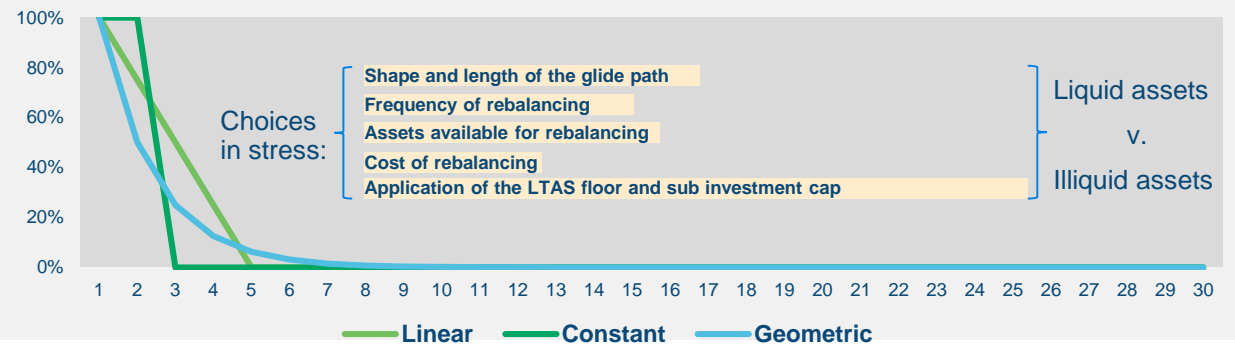 100%
80%
60%
40%
20%
0%
Choices
in stress:
Shape and length of the glide path
Frequency of rebalancing
Assets available for rebalancing
Cost of rebalancing
Application of the LTAS floor and sub investment cap
Liquid assets
v.
Illiquid assets
1 2 3 4 5 6 7 8 9 10 11 12 13 14 15 16 17 18 19 20 21 22 23 24 25 26 27 28 29 30
Linear Constant Geometric